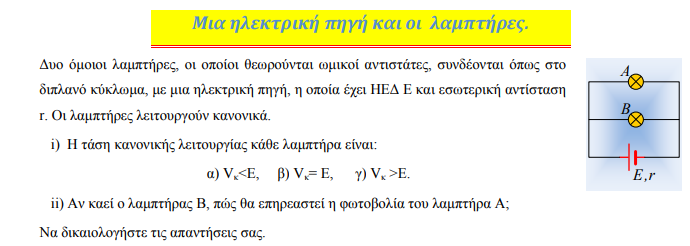 Μια ηλεκτρική πηγή και οι λαμπτήρες.
Δυο όμοιοι λαμπτήρες, οι οποίοι θεωρούνται ωμικοί αντιστάτες, συνδέονται όπως στο
διπλανό κύκλωμα, με μια ηλεκτρική πηγή, η οποία έχει ΗΕΔ Ε και εσωτερική αντίσταση
r. Οι λαμπτήρες λειτουργούν κανονικά.
i) Η τάση κανονικής λειτουργίας κάθε λαμπτήρα είναι:
α) Vκ<Ε, β) Vκ= Ε, γ) Vκ >Ε.
ii) Αν καεί ο λαμπτήρας Β, πώς θα επηρεαστεί η φωτοβολία του λαμπτήρα Α;
Να δικαιολογήστε τις απαντήσεις σας.
A
B
E,r